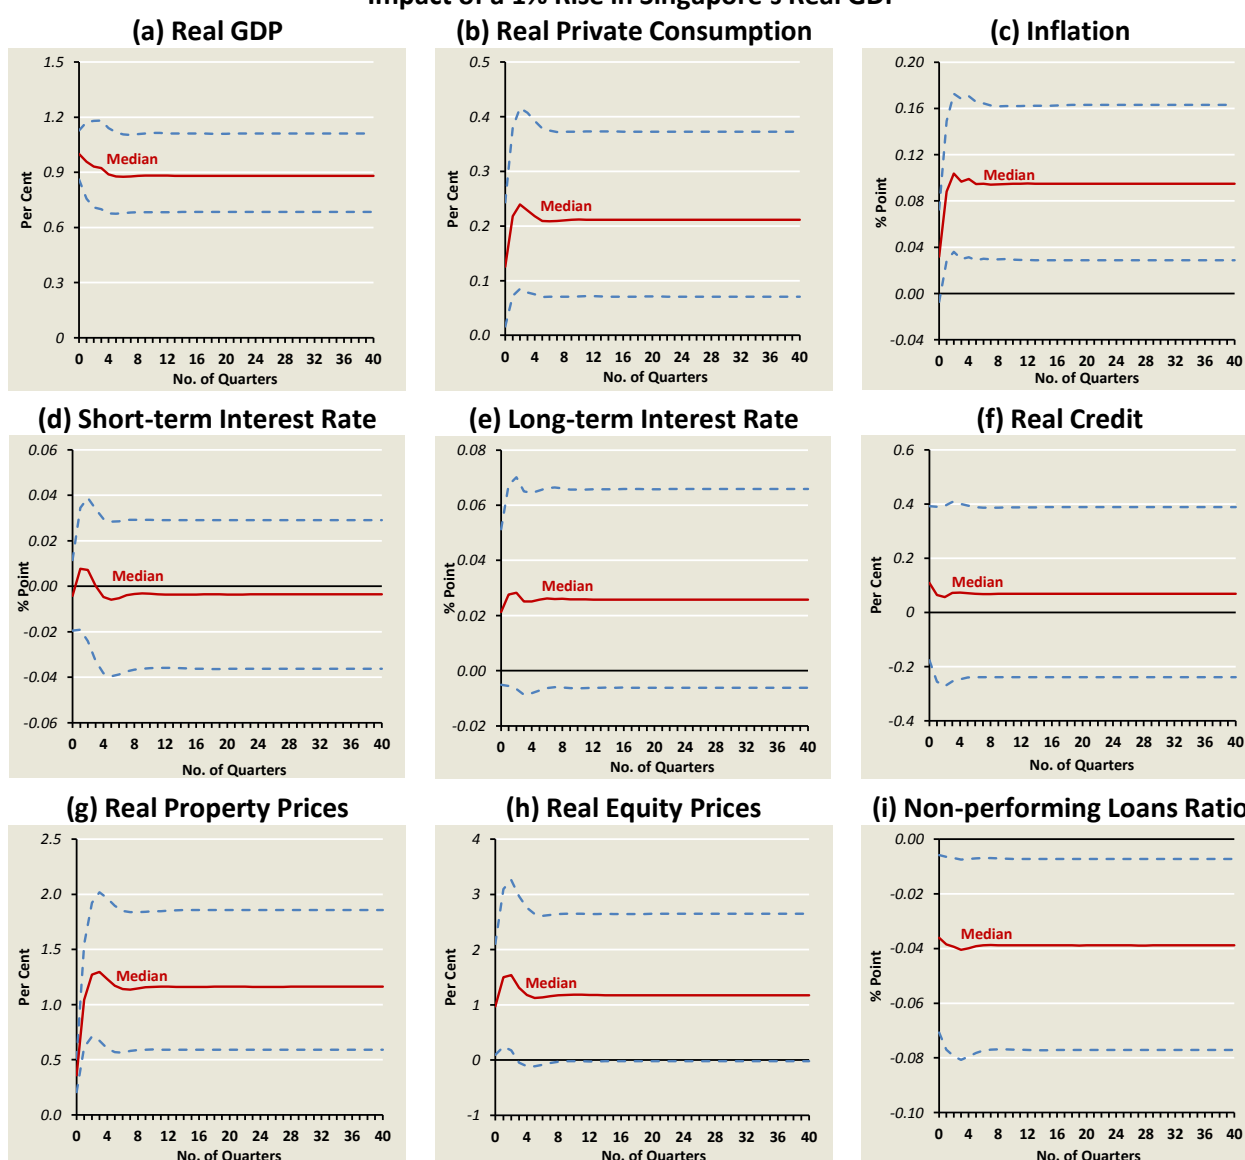 Impact of a 1% Rise in Singapore's Real GDP
(a) Real GDP
1.5
1.2
0.9
0.6
0.3
0
Per Cent
Median
0 4 8 12 16 20 24 28 32 36 40
No. of Quarters
(b) Real Private Consumption
0.5
0.4
0.3
0.2
0.1
0.0
Per Cent
Median
0 4 8 12 16 20 24 28 32 36 40
No. of Quarters
(c) Inflation
0.20
0.16
0.12
0.08
0.04
0.00
-0.04
% Point
Median
0 4 8 12 16 20 24 28 32 36 40
No. of Quarters
(d) Short-term Interest Rate
0.06
0.04
0.02
0.00
-0.02
-0.04
-0.06
% Point
Median
0 4 8 12 16 20 24 28 32 36 40
No. of Quarters
(e) Long-term Interest Rate
0.08
0.06
0.04
0.02
0.00
-0.02
% Point
Median
0 4 8 12 16 20 24 28 32 36 40
No. of Quarters
(f) Real Credit
0.6
0.4
0.2
0
-0.2
-0.4
Per Cent
Median
0 4 8 12 16 20 24 28 32 36 40
No. of Quarters
(g) Real Property Prices
2.5
2.0
1.5
1.0
0.5
0.0
Per Cent
Median
0 4 8 12 16 20 24 28 32 36 40
No. of Quarters
(h) Real Equity Prices
4
3
2
1
0
-1
Per Cent
Median
0 4 8 12 16 20 24 28 32 36 40
No. of Quarters
(i) Non-performing Loans Ratio
0.00
-0.02
-0.04
-0.06
-0.08
-0.10
% Point
Median
0 4 8 12 16 20 24 28 32 36 40
No. of Quarters